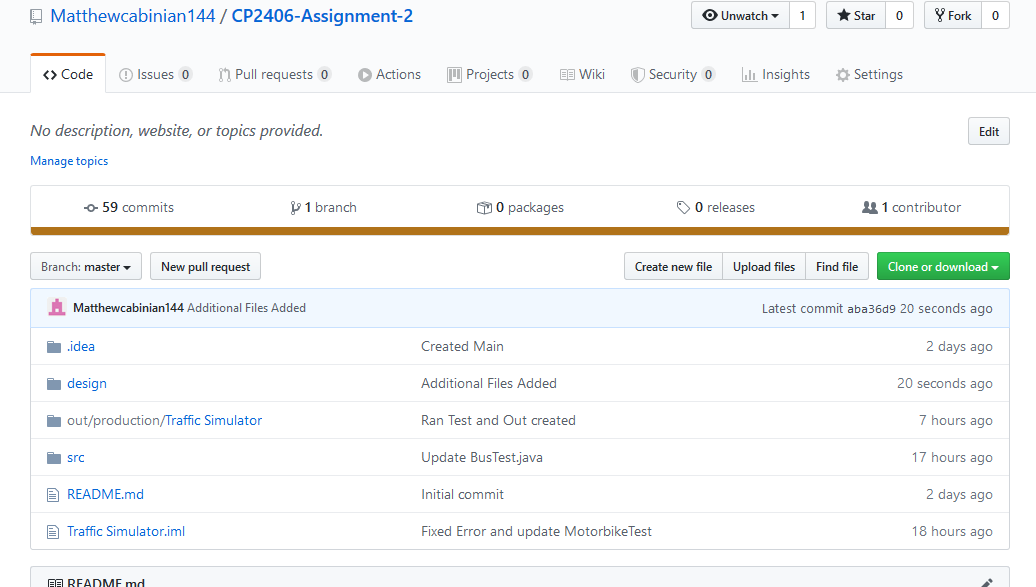 Matthewcabinian144 / CP2406-Assignment-2
Unwatch 1 Star 0 Fork 0
Code Issues 0 Pull requests 0 Actions Projects 0 Wiki Security 0 Insights Settings
No description, website, or topics provided. Edit
Manage topics
59 commits 1 branch 0 packages 0 releases 1 contributor
Branch: master New pull request Create new file Upload files Find file Clone or download
Matthewcabinian144 Additional Files Added Latest commit aba36d9 20 seconds ago
.idea Created Main 2 days ago
design Additional Files Added 20 seconds ago
out/production/Traffic Simulator Ran Test and Out created 7 hours ago
src Update BusTest.java 17 hours ago
README.md Initial commit 2 days ago
Traffic Simulator.iml Fixed Error and update MotorbikeTest 18 hours ago
README.md